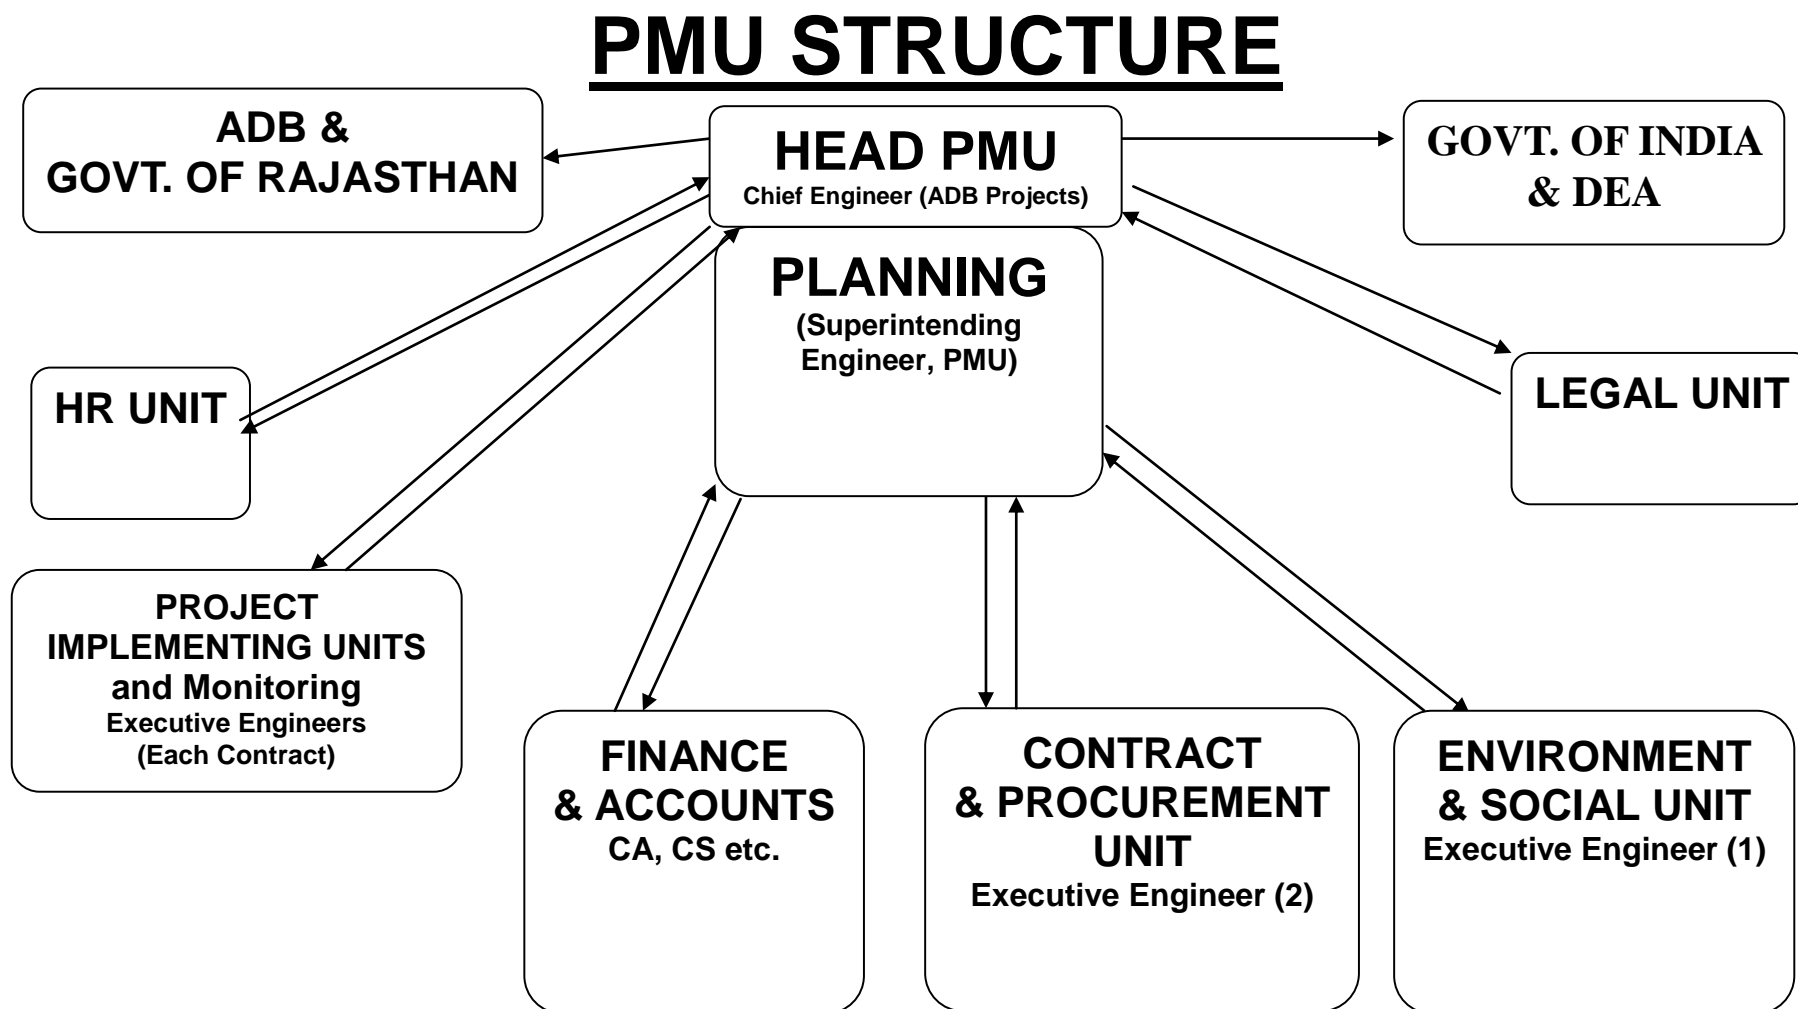 PMU STRUCTURE
ADB &
GOVT. OF RAJASTHAN
HEAD PMU
Chief Engineer (ADB Projects)
GOVT. OF INDIA
& DEA
PLANNING
(Superintending
Engineer, PMU)
HR UNIT
LEGAL UNIT
PROJECT
IMPLEMENTING UNITS
and Monitoring
Executive Engineers
(Each Contract)
FINANCE
& ACCOUNTS
CA, CS etc.
CONTRACT
& PROCUREMENT
UNIT
Executive Engineer (2)
ENVIRONMENT
& SOCIAL UNIT
Executive Engineer (1)